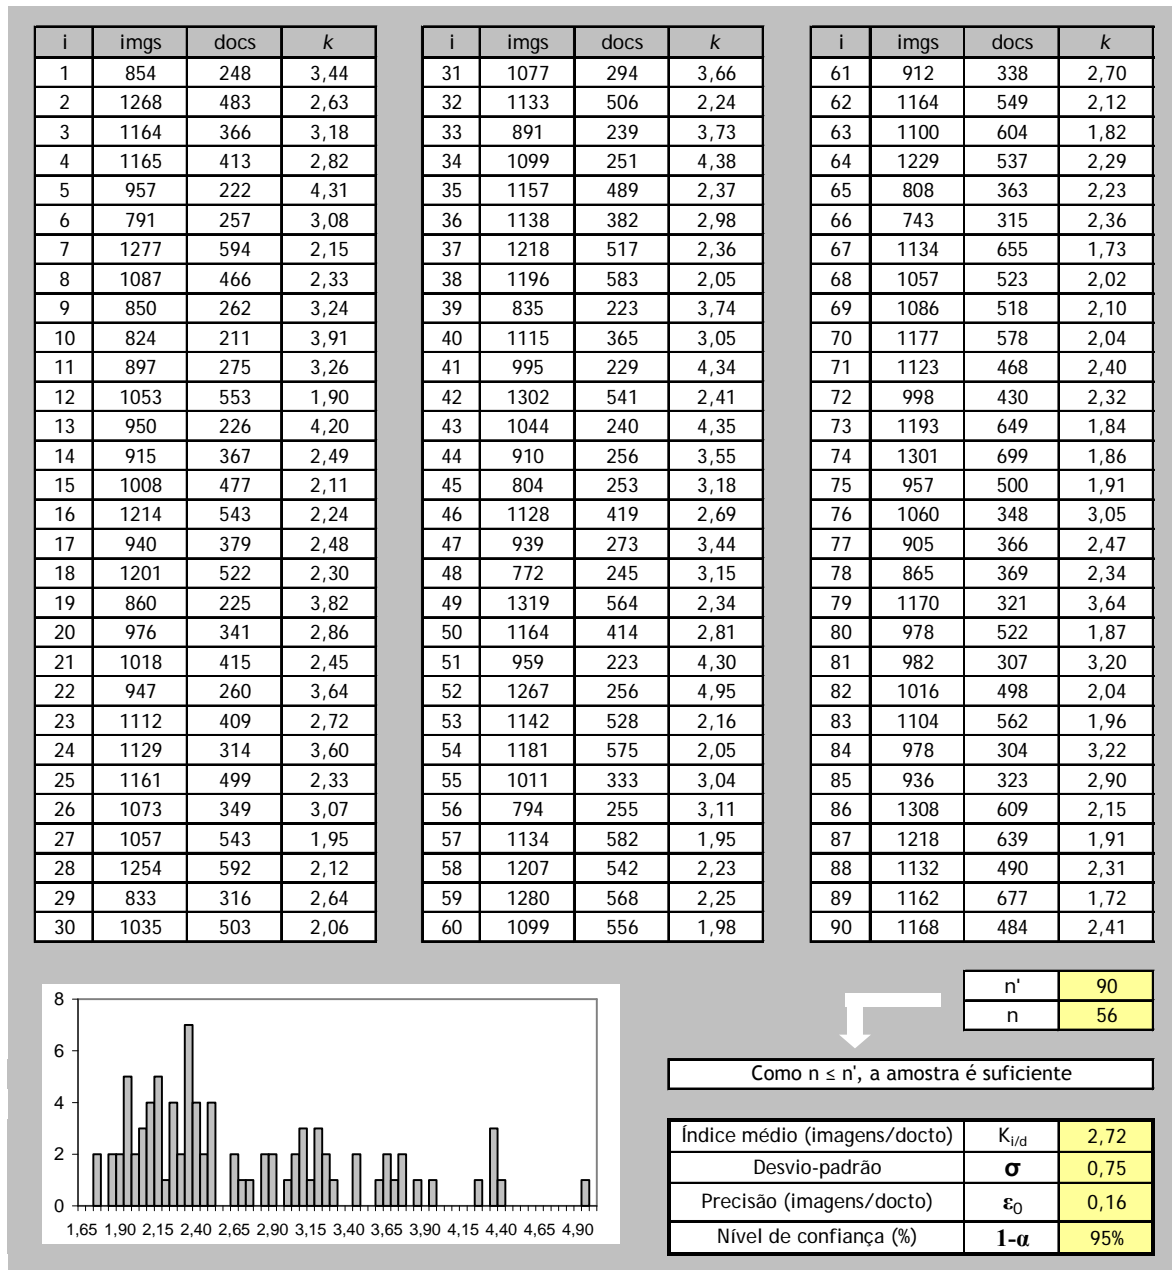 i imgs docs k i imgs docs k i imgs docs k
1 854 248 3,44 31 1077 294 3,66 61 912 338 2,70
2 1268 483 2,63 32 1133 506 2,24 62 1164 549 2,12
3 1164 366 3,18 33 891 239 3,73 63 1100 604 1,82
4 1165 413 2,82 34 1099 251 4,38 64 1229 537 2,29
5 957 222 4,31 35 1157 489 2,37 65 808 363 2,23
6 791 257 3,08 36 1138 382 2,98 66 743 315 2,36
7 1277 594 2,15 37 1218 517 2,36 67 1134 655 1,73
8 1087 466 2,33 38 1196 583 2,05 68 1057 523 2,02
9 850 262 3,24 39 835 223 3,74 69 1086 518 2,10
10 824 211 3,91 40 1115 365 3,05 70 1177 578 2,04
11 897 275 3,26 41 995 229 4,34 71 1123 468 2,40
12 1053 553 1,90 42 1302 541 2,41 72 998 430 2,32
13 950 226 4,20 43 1044 240 4,35 73 1193 649 1,84
14 915 367 2,49 44 910 256 3,55 74 1301 699 1,86
15 1008 477 2,11 45 804 253 3,18 75 957 500 1,91
16 1214 543 2,24 46 1128 419 2,69 76 1060 348 3,05
17 940 379 2,48 47 939 273 3,44 77 905 366 2,47
18 1201 522 2,30 48 772 245 3,15 78 865 369 2,34
19 860 225 3,82 49 1319 564 2,34 79 1170 321 3,64
20 976 341 2,86 50 1164 414 2,81 80 978 522 1,87
21 1018 415 2,45 51 959 223 4,30 81 982 307 3,20
22 947 260 3,64 52 1267 256 4,95 82 1016 498 2,04
23 1112 409 2,72 53 1142 528 2,16 83 1104 562 1,96
24 1129 314 3,60 54 1181 575 2,05 84 978 304 3,22
25 1161 499 2,33 55 1011 333 3,04 85 936 323 2,90
26 1073 349 3,07 56 794 255 3,11 86 1308 609 2,15
27 1057 543 1,95 57 1134 582 1,95 87 1218 639 1,91
28 1254 592 2,12 58 1207 542 2,23 88 1132 490 2,31
29 833 316 2,64 59 1280 568 2,25 89 1162 677 1,72
30 1035 503 2,06 60 1099 556 1,98 90 1168 484 2,41
8
6
4
2
0
1,65 1,90 2,15 2,40 2,65 2,90 3,15 3,40 3,65 3,90 4,15 4,40 4,65 4,90
n' 90
n 56
Como n ≤ n', a amostra é suficiente
Índice médio (imagens/docto) K i/d 2,72
Desvio-padrão σ 0,75
Precisão (imagens/docto) ε0 0,16
Nível de confiança (%) 1-α 95%